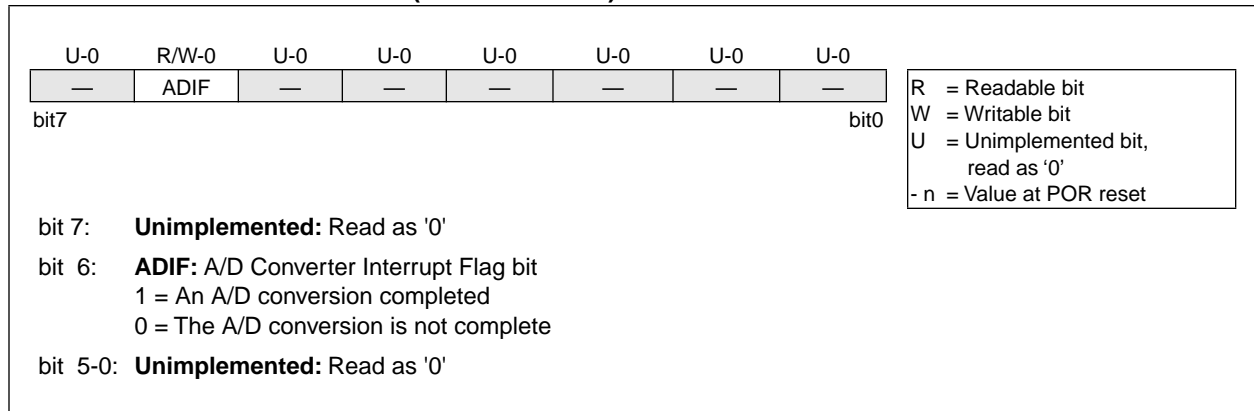 U-0 R/W-0 U-0 U-0 U-0 U-0 U-0 U-0
— ADIF — — — — — —
bit7 bit0
R = Readable bit
W = Writable bit
U = Unimplemented bit,
read as ‘0’
- n = Value at POR reset
bit 7: Unimplemented: Read as '0'
bit 6: ADIF: A/D Converter Interrupt Flag bit
1 = An A/D conversion completed
0 = The A/D conversion is not complete
bit 5-0: Unimplemented: Read as '0'